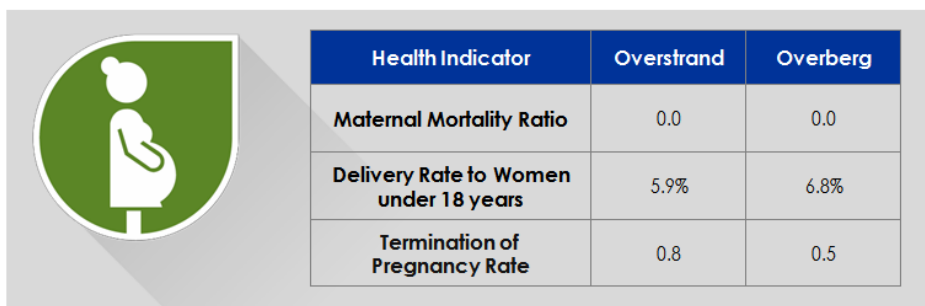 Health Indicator Overstrand Overberg
Maternal Mortality Ratio 0.0 0.0
Delivery Rate to Women
under 18 years 5.9% 6.8%
Termination of
Pregnancy Rate 0.8 0.5